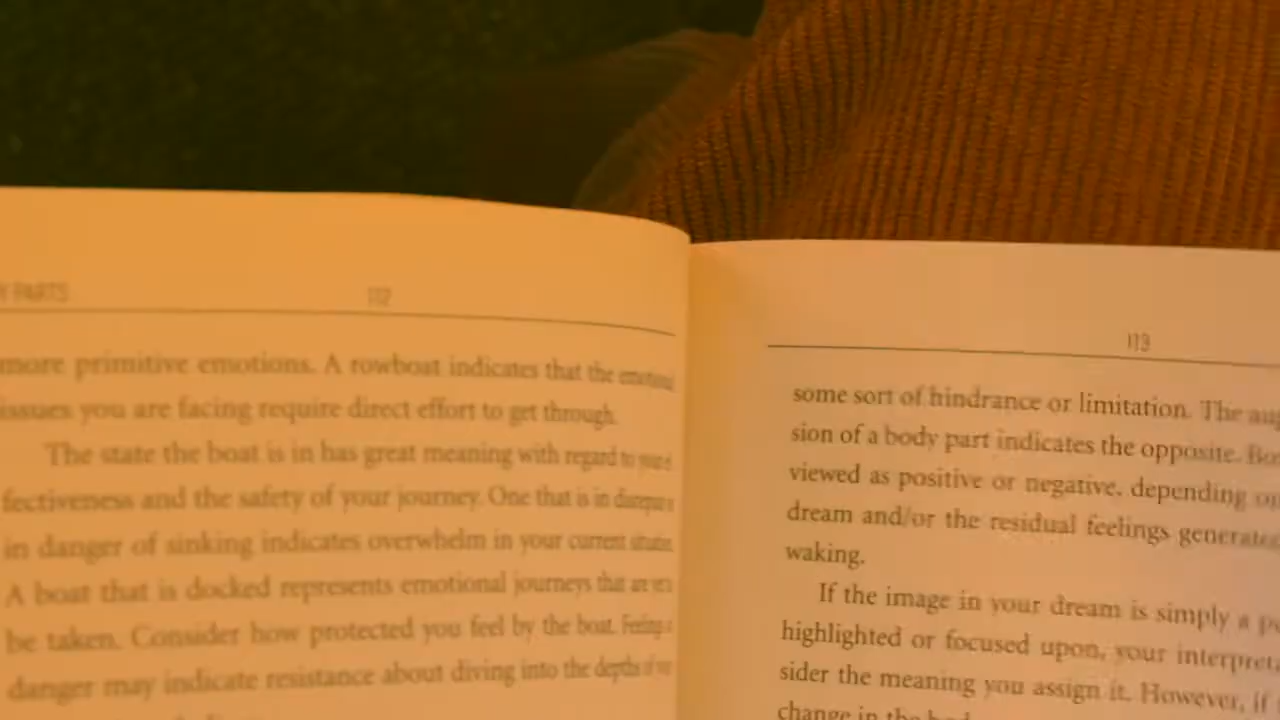 PARTS
112
more primitive emotions. A rowboat indicates that the emotional
issues you are facing require direct effort to get through.
The state the boat is in has great meaning with regard to
fectiveness and the safety of your journey. One that is in
in danger of sinking indicates overwhelm in your current
A boat that is docked represents emotional journeys that
be taken. Consider how protected you feel by the boat.
danger may indicate resistance about diving into the depths
113
some sort of hindrance or limitation. The
sion of a body part indicates the opposite.
viewed as positive or negative, depending
dream and/or the residual feelings
waking.
If the image in your dream is simply a
highlighted or focused upon, your
sider the meaning you assign it. However, if
change in the